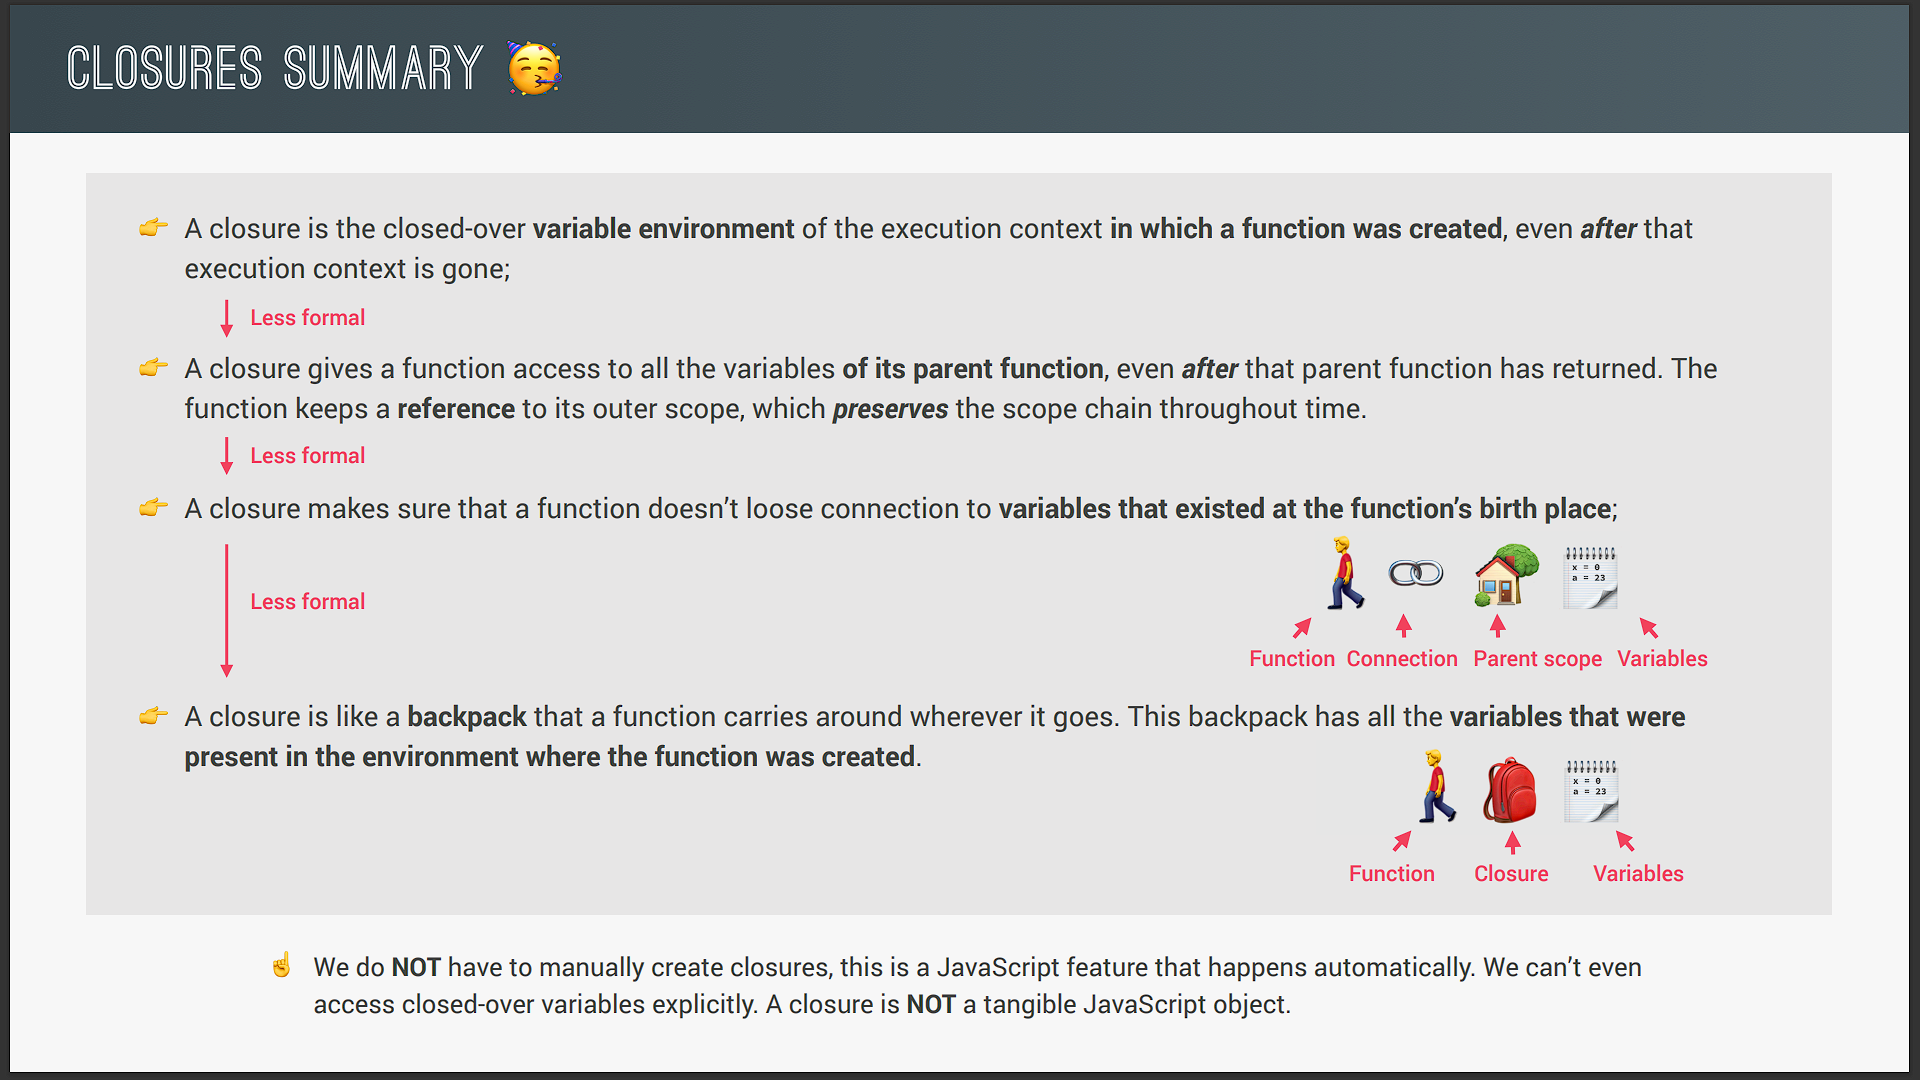 CLOSURES SUMMARY 🥳
👉 A closure is the closed-over variable environment of the execution context in which a function was created, even after that
execution context is gone;
Less formal
👉 A closure gives a function access to all the variables of its parent function, even after that parent function has returned. The
function keeps a reference to its outer scope, which preserves the scope chain throughout time.
Less formal
👉 A closure makes sure that a function doesn’t loose connection to variables that existed at the function’s birth place;
x = 0
a = 23
Less formal
Function Connection Parent scope Variables
👉 A closure is like a backpack that a function carries around wherever it goes. This backpack has all the variables that were
present in the environment where the function was created.
x = 0
a = 23
Function Closure Variables
☝️ We do NOT have to manually create closures, this is a JavaScript feature that happens automatically. We can’t even
access closed-over variables explicitly. A closure is NOT a tangible JavaScript object.